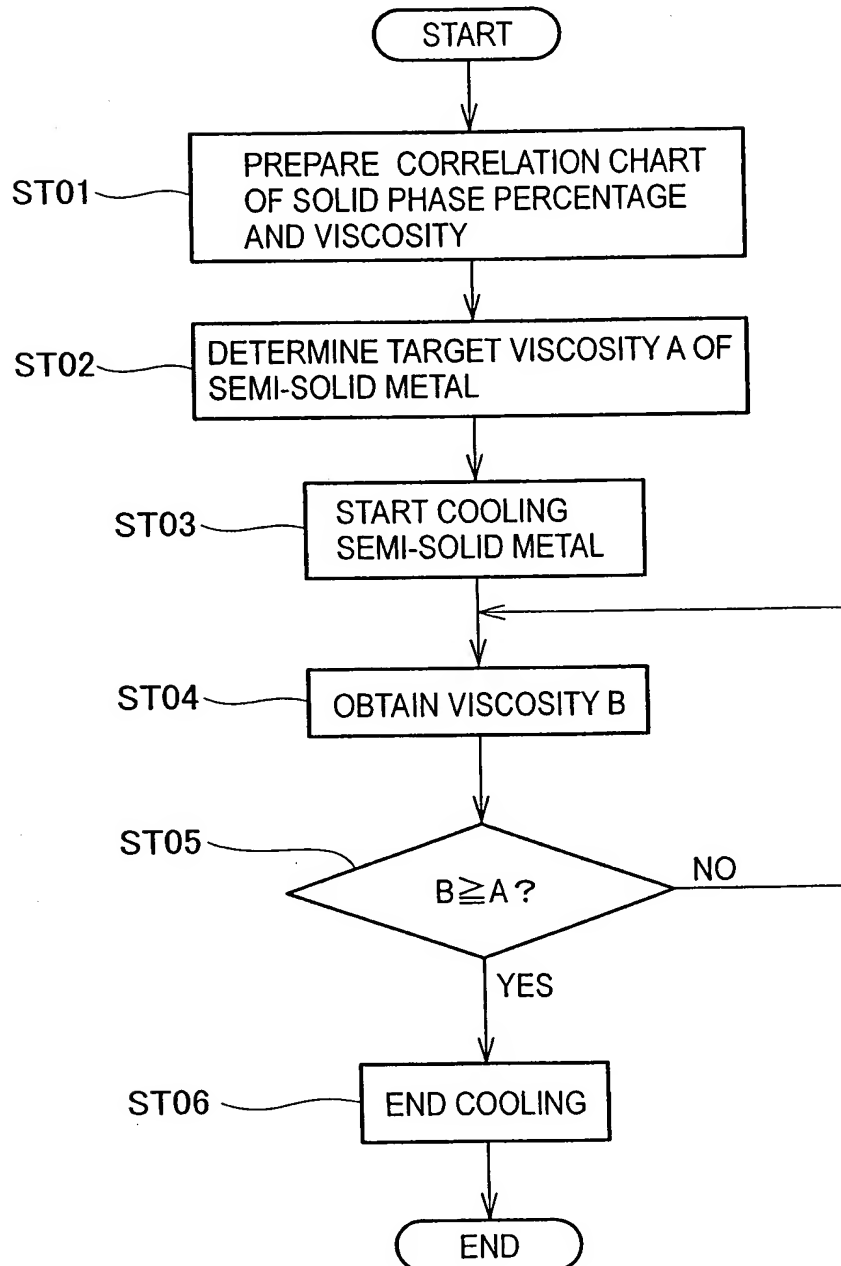 START
ST01
PREPARE CORRELATION CHART
OF SOLID PHASE PERCENTAGE
AND VISCOSITY
ST02
DETERMINE TARGET VISCOSITY A OF
SEMI-SOLID METAL
ST03
START COOLING
SEMI-SOLID METAL
ST04
OBTAIN VISCOSITY B
ST05
B≧A?
NO
YES
ST06
END COOLING
END